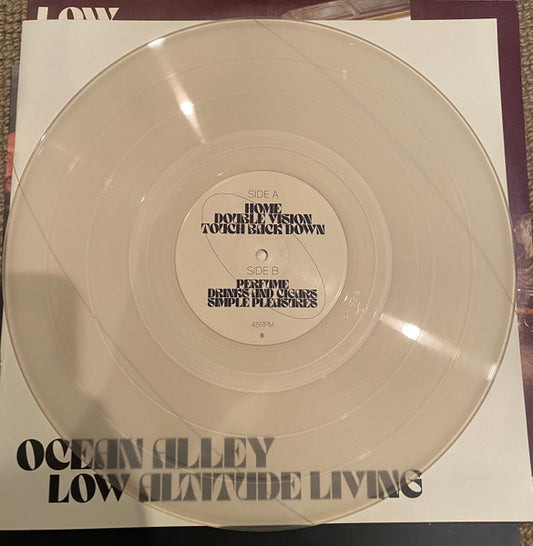 LOW
SIDE A
HOME
DOUBLE VISION
TOUCH BACK DOWN
SIDE B
PERFUME
DRINKS AND CIGARS
SIMPLE PLEASURES
45RPM
OCEAN ALLEY
LOW ALTITUDE LIVING